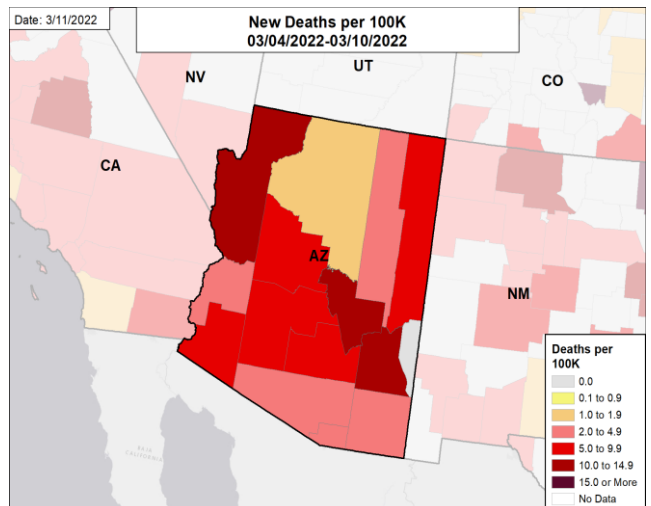 Date: 3/11/2022
New Deaths per 100K
03/04/2022-03/10/2022
NV
UT
CO
CA
AZ
NM
BAJA
CALIFORNIA
Deaths per
100K
0.0
0.1 to 0.9
1.0 to 1.9
2.0 to 4.9
5.0 to 9.9
10.0 to 14.9
15.0 or More
No Data